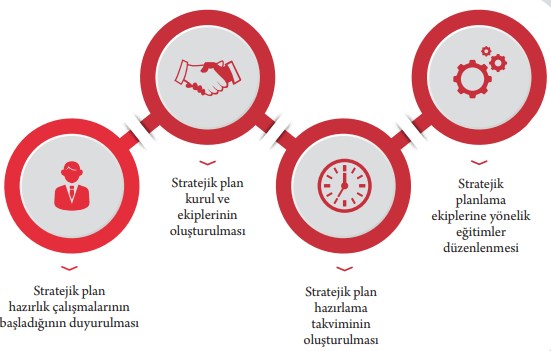 Stratejik plan
hazırlık çalışmalarının
başladığının duyurulması
Stratejik plan
kurul ve
ekiplerinin
oluşturulması
Stratejik plan
hazırlama
takviminin
oluşturulması
Stratejik
planlama
ekiplerine yönelik
eğitimler
düzenlenmesi